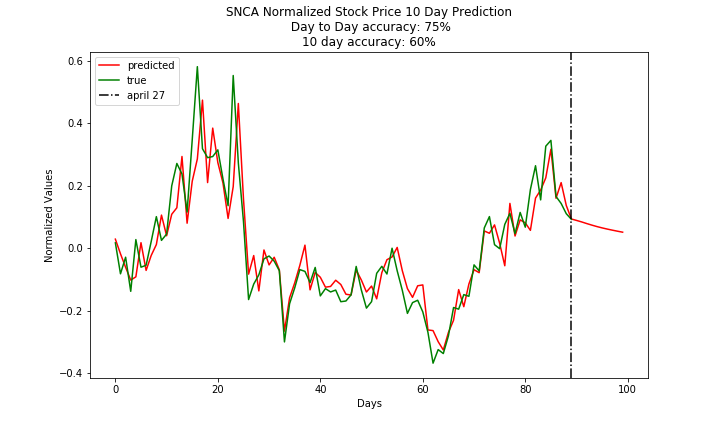 SNCA Normalized Stock Price 10 Day Prediction
Day to Day accuracy: 75%
10 day accuracy: 60%
predicted
true
april 27
0.6
0.4
0.2
0.0
−0.2
−0.4
Normalized Values
0
20
40
60
80
100
Days